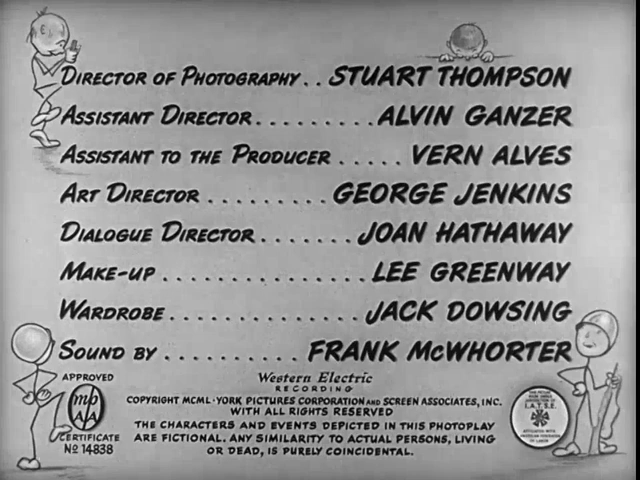 DIRECTOR OF PHOTOGRAPHY . . STUART THOMPSON
ASSISTANT DIRECTOR . . . . . . . . . ALVIN GANZER
ASSISTANT TO THE PRODUCER . . . . . VERN ALVES
ART DIRECTOR . . . . . . . . . GEORGE JENKINS
DIALOGUE DIRECTOR . . . . . . . JOAN HATHAWAY
MAKE-UP . . . . . . . . . . . . . . LEE GREENWAY
WARDROBE . . . . . . . . . . . . . JACK DOWSING
SOUND BY . . . . . . . . . . FRANK McWHORTER
APPROVED
MPAA
CERTIFICATE
No 14838
Western Electric
RECORDING
COPYRIGHT MCML · YORK PICTURES CORPORATION AND SCREEN ASSOCIATES, INC.
WITH ALL RIGHTS RESERVED
THE CHARACTERS AND EVENTS DEPICTED IN THIS PHOTOPLAY
ARE FICTIONAL. ANY SIMILARITY TO ACTUAL PERSONS, LIVING
OR DEAD, IS PURELY COINCIDENTAL.
I.A.T.S.E.